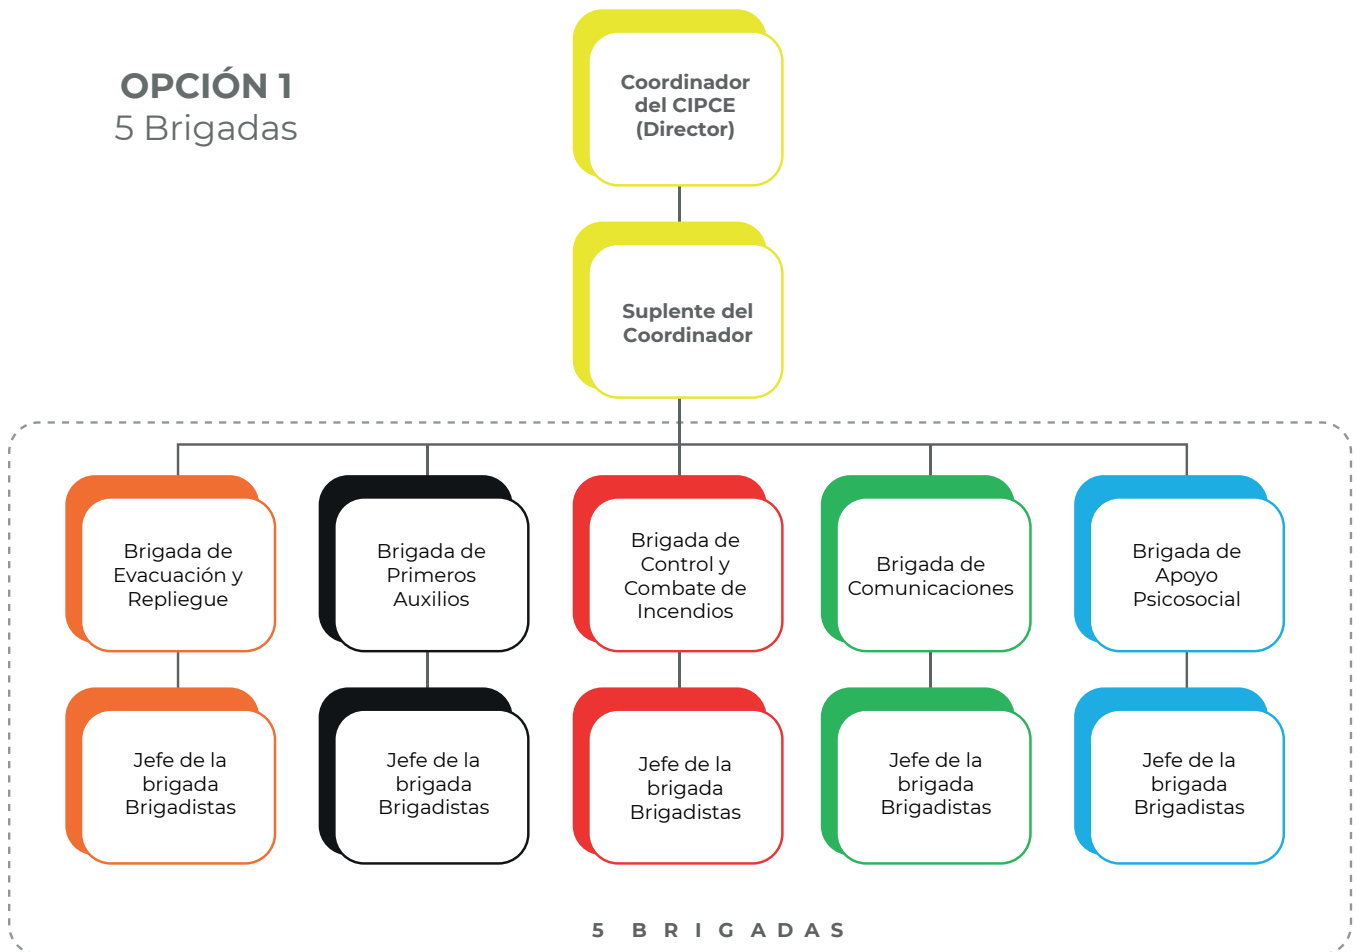 OPCIÓN 1
5 Brigadas
Coordinador
del CIPCE
(Director)
Suplente del
Coordinador
Brigada de
Evacuación y
Repliegue
Brigada de
Primeros
Auxilios
Brigada de
Control y
Combate de
Incendios
Brigada de
Comunicaciones
Brigada de
Apoyo
Psicosocial
Jefe de la
brigada
Brigadistas
Jefe de la
brigada
Brigadistas
Jefe de la
brigada
Brigadistas
Jefe de la
brigada
Brigadistas
Jefe de la
brigada
Brigadistas
5 BRIGADAS